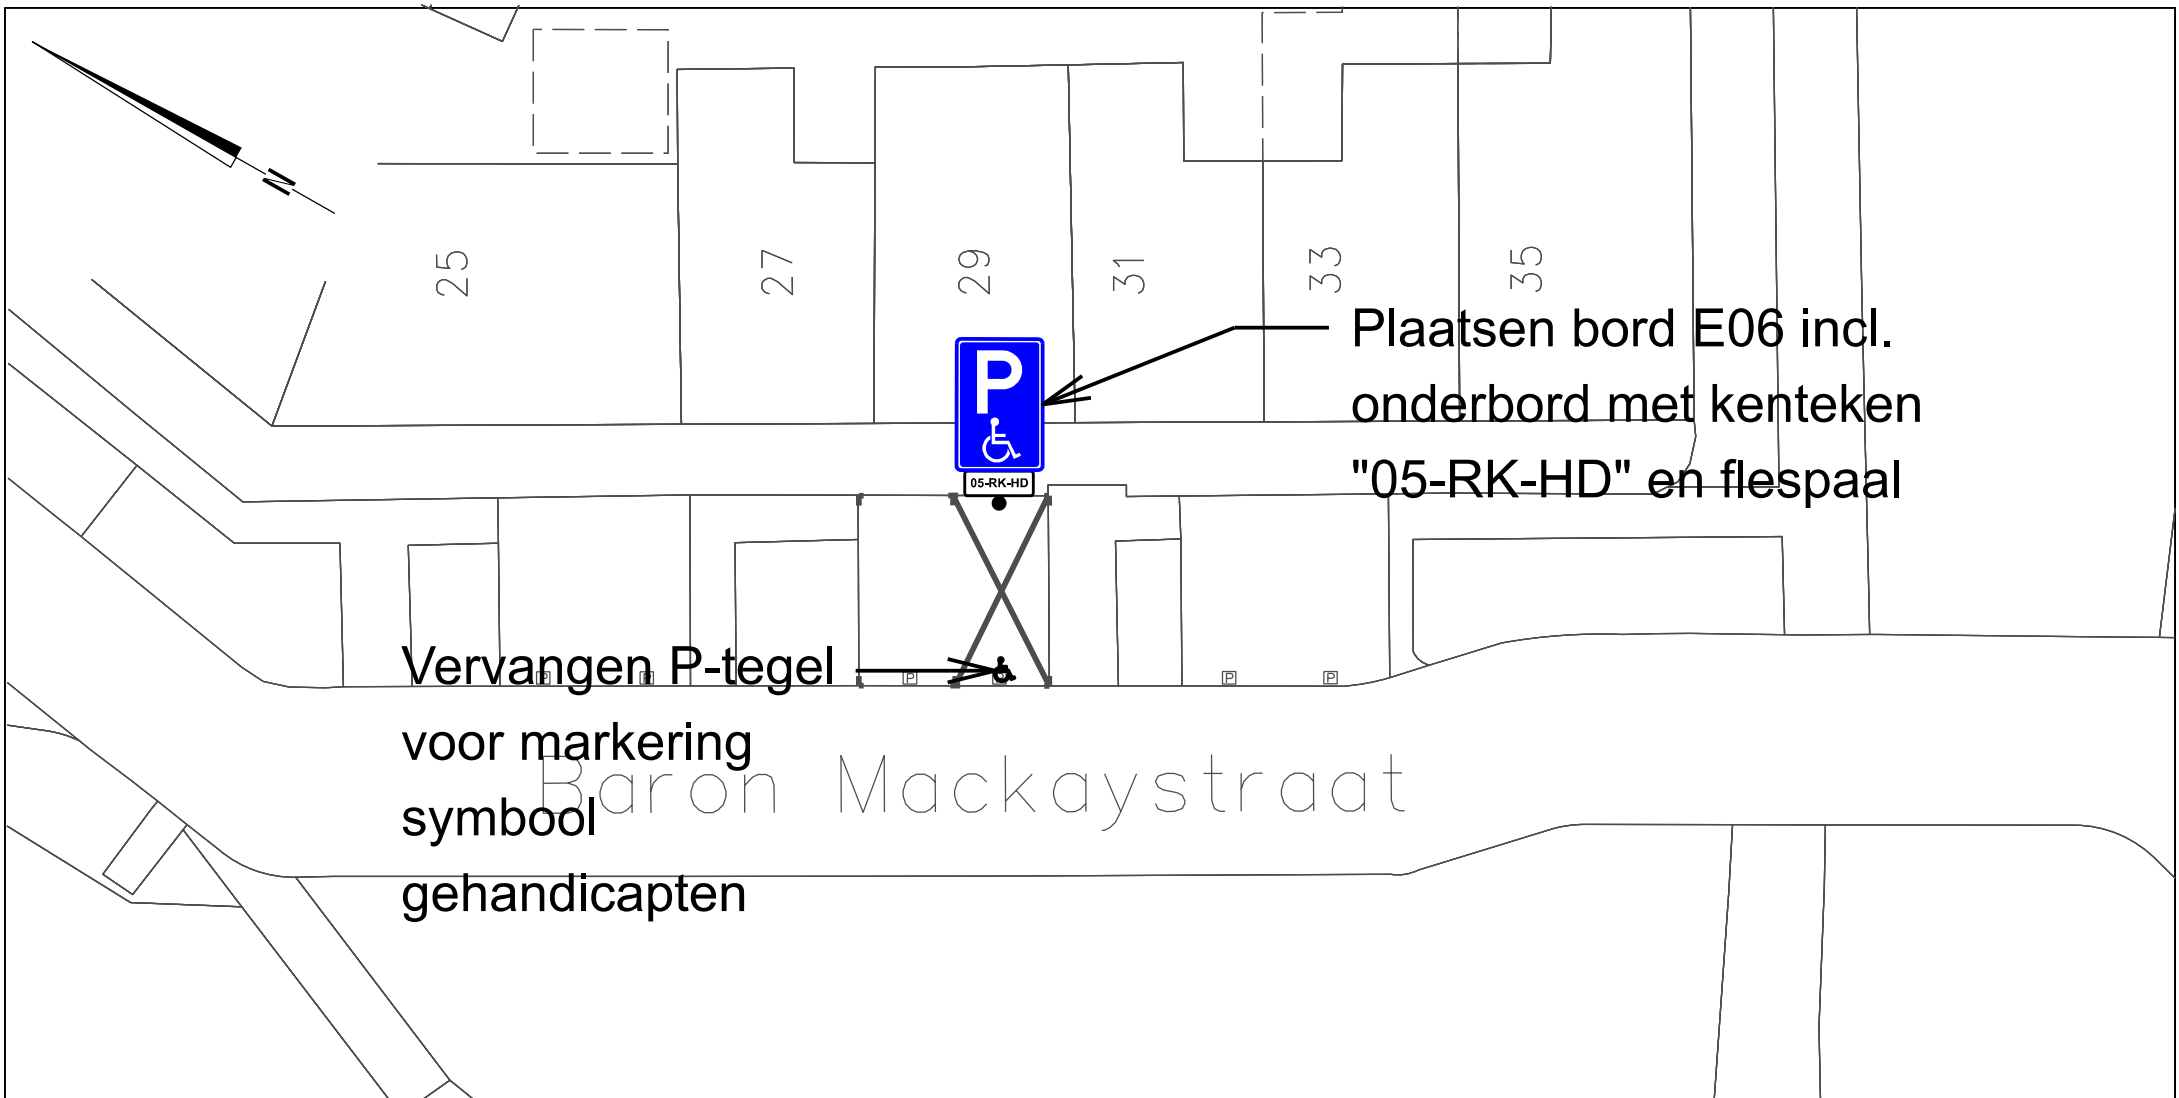 N
25
27
29
31
33
35
Plaatsen bord E06 incl.
onderbord met kenteken
"05-RK-HD" en flespaal
P
05-RK-HD
Vervangen P-tegel
voor markering
symbool
gehandicapten
P
P
P
P
P
P
Baron Mackaystraat